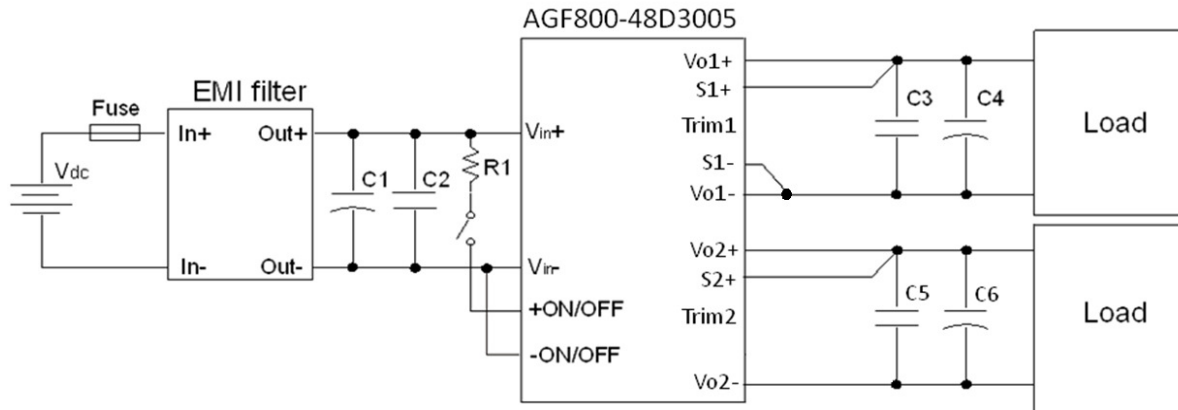 AGF800-48D3005
Fuse
EMI filter
In+
Out+
In-
Out-
Vdc
C1
C2
R1
Vin+
Vin-
+ON/OFF
-ON/OFF
Vo1+
S1+
Trim1
S1-
Vo1-
Vo2+
S2+
Trim2
Vo2-
C3
C4
Load
C5
C6
Load